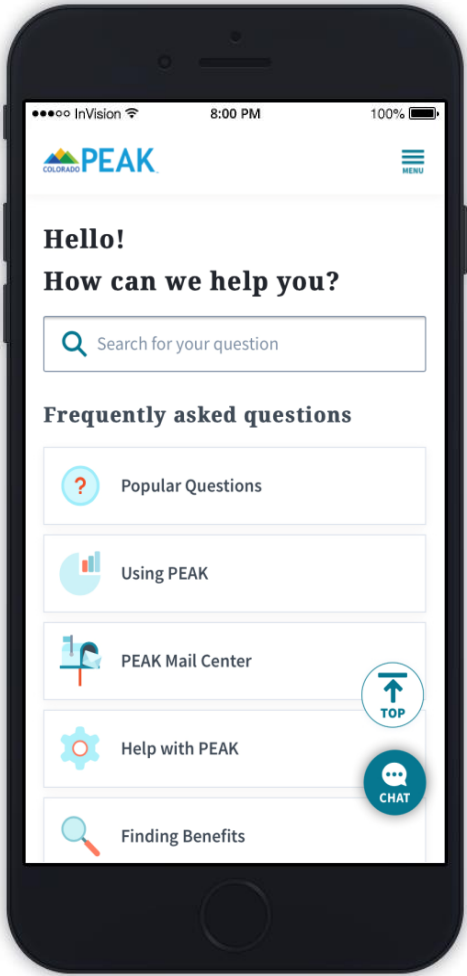 InVision 8:00 PM 100%
COLORADO PEAK
MENU
Hello!
How can we help you?
Search for your question
Frequently asked questions
? Popular Questions
Using PEAK
PEAK Mail Center
TOP
Help with PEAK
CHAT
Finding Benefits